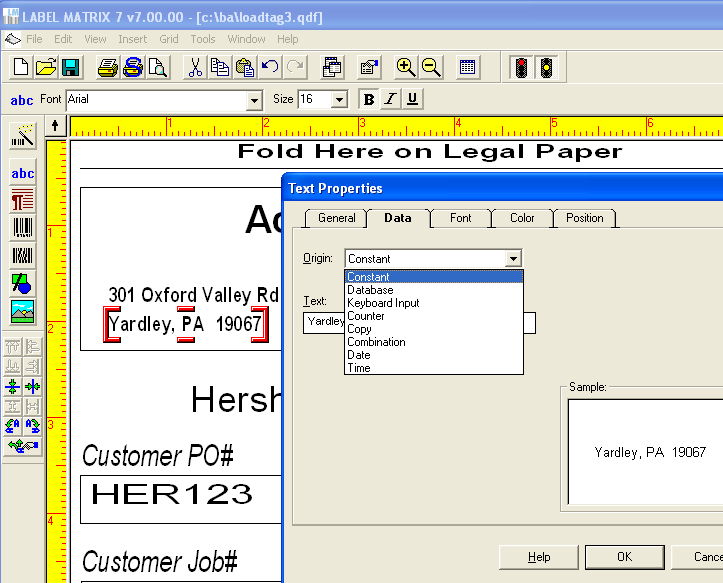 LABEL MATRIX 7 v7.00.00 - [c:\ba\loadtag3.qdf]
File Edit View Insert Grid Tools Window Help
abc Font Arial Size 16 B I U
1 2 3 4 5 6
abc
Fold Here on Legal Paper
Text Properties
General Data Font Color Position
Origin: Constant
Constant
Database
Keyboard Input
Counter
Copy
Combination
Date
Time
Text:
Yardley
Sample:
Yardley, PA 19067
Help OK Cance
1
2
3
4
Ac
301 Oxford Valley Rd
Yardley, PA 19067
Hersh
Customer PO#
HER123
Customer Job#